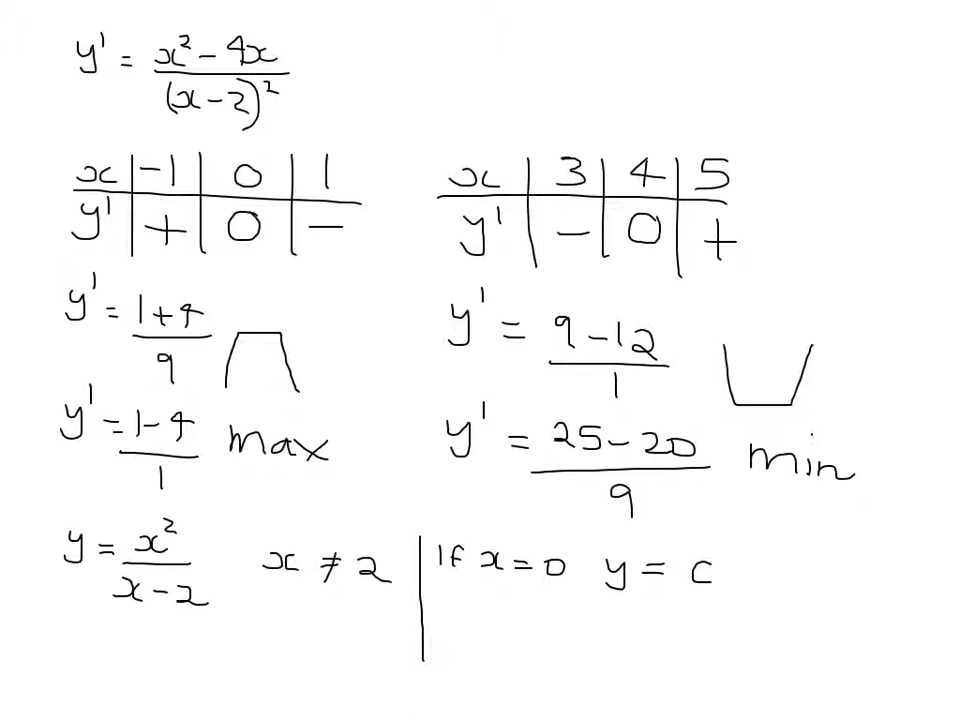 y' = x² - 4x / (x - 2)²
x | -1 | 0 | 1
y' | + | 0 | -
x | 3 | 4 | 5
y' | - | 0 | +
y' = 1 + 4 / 9
y' = 1 - 4 / 1 max
y' = 9 - 12 / 1
y' = 25 - 20 / 9 min
y = x² / x - 2 x ≠ 2
If x = 0 y = C